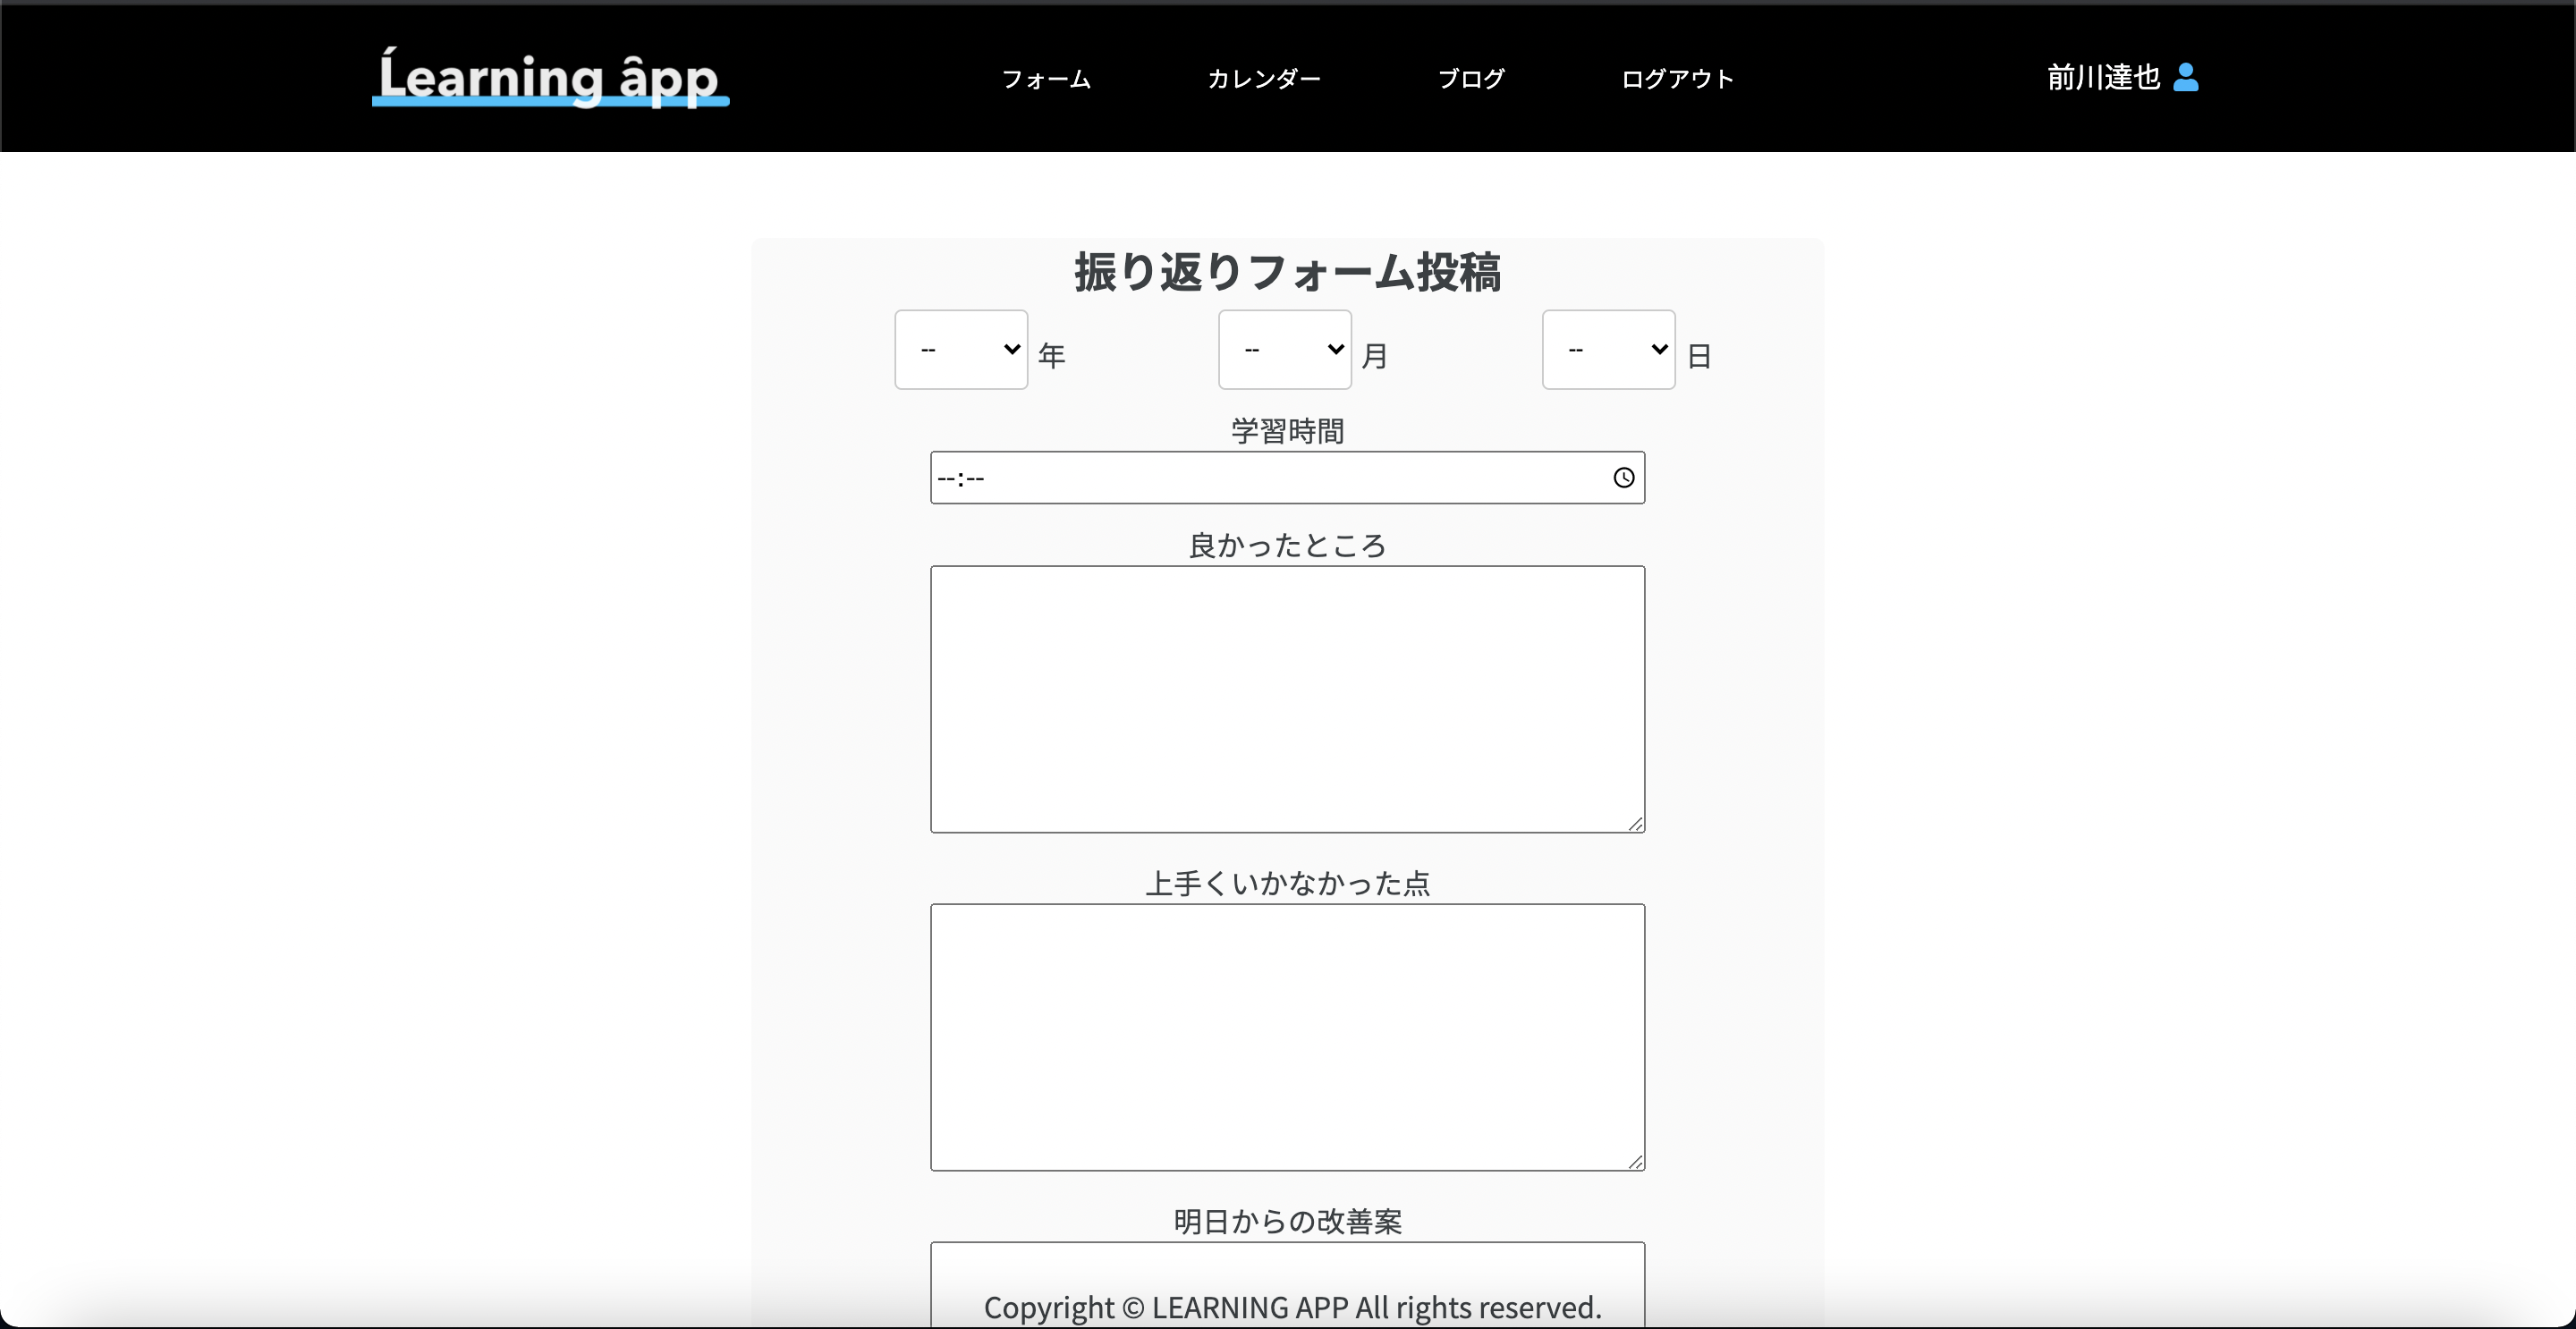 Ĺearning âpp
フォーム カレンダー ブログ ログアウト 前川達也
振り返りフォーム投稿
-- 年 -- 月 -- 日
学習時間
--:--
良かったところ
上手くいかなかった点
明日からの改善案
Copyright © LEARNING APP All rights reserved.